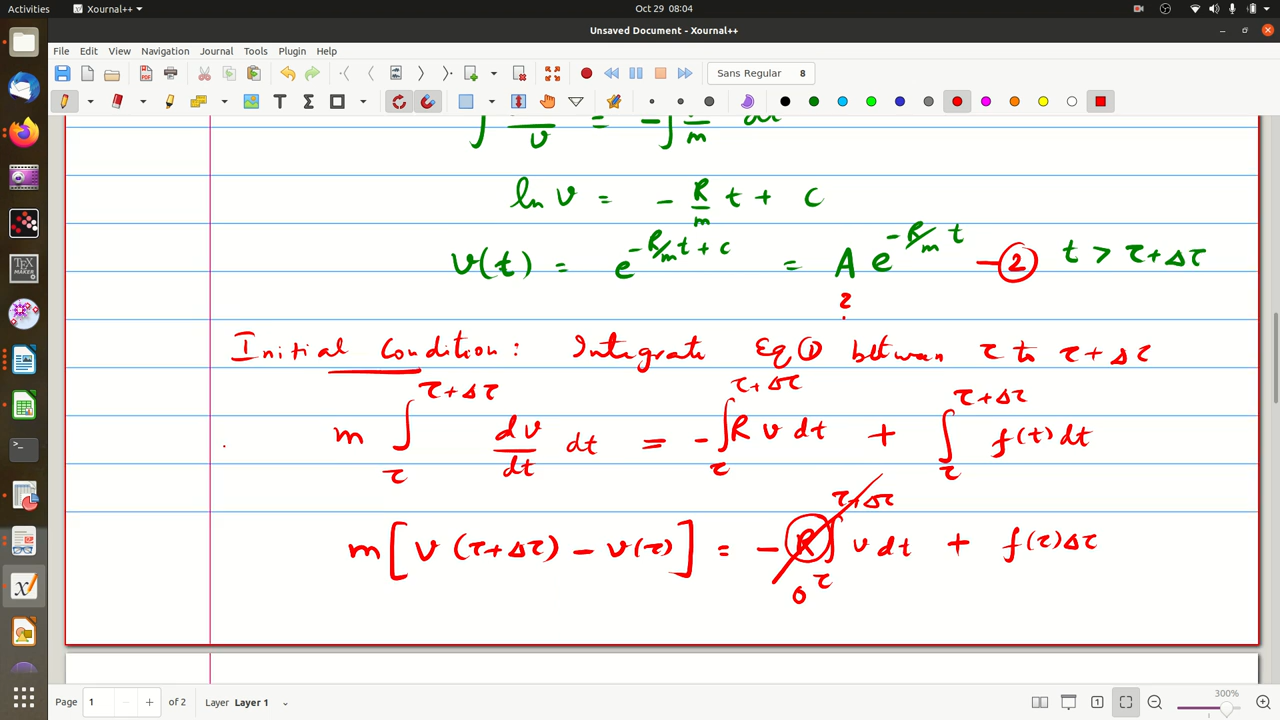 Activities Xournal++ Oct 29 08:04
Unsaved Document - Xournal++
File Edit View Navigation Journal Tools Plugin Help
Sans Regular 8
∫ v = -∫ m dt
ln v = - R/m t + c
v(t) = e^(-R/m t + c) = A e^(-R/m t) - ② t > τ+Δτ
?
Initial Condition: Integrate Eq ① between τ to τ+Δτ
m ∫_τ^(τ+Δτ) dv/dt dt = - ∫_τ^(τ+Δτ) R v dt + ∫_τ^(τ+Δτ) f(t) dt
m [ v (τ+Δτ) - v(τ) ] = - R ∫_τ^(τ+Δτ) v dt + f(τ)Δτ
0
Page 1 of 2 Layer Layer 1 300%